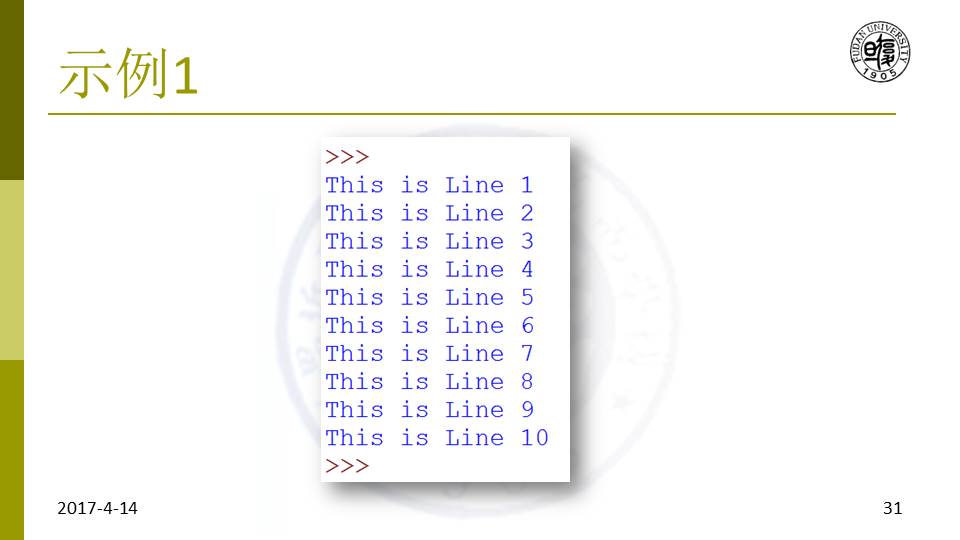 示例1
FUDAN UNIVERSITY
1905
>>>
This is Line 1
This is Line 2
This is Line 3
This is Line 4
This is Line 5
This is Line 6
This is Line 7
This is Line 8
This is Line 9
This is Line 10
>>>
2017-4-14
31